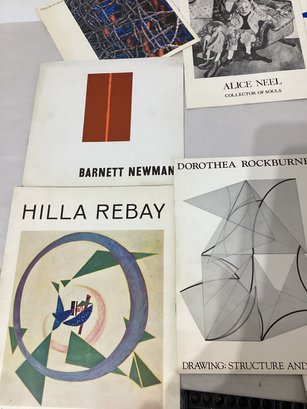 ALICE NEEL
COLLECTOR OF SOULS
BARNETT NEWMAN
DOROTHEA ROCKBURNE
HILLA REBAY
DRAWING: STRUCTURE AND